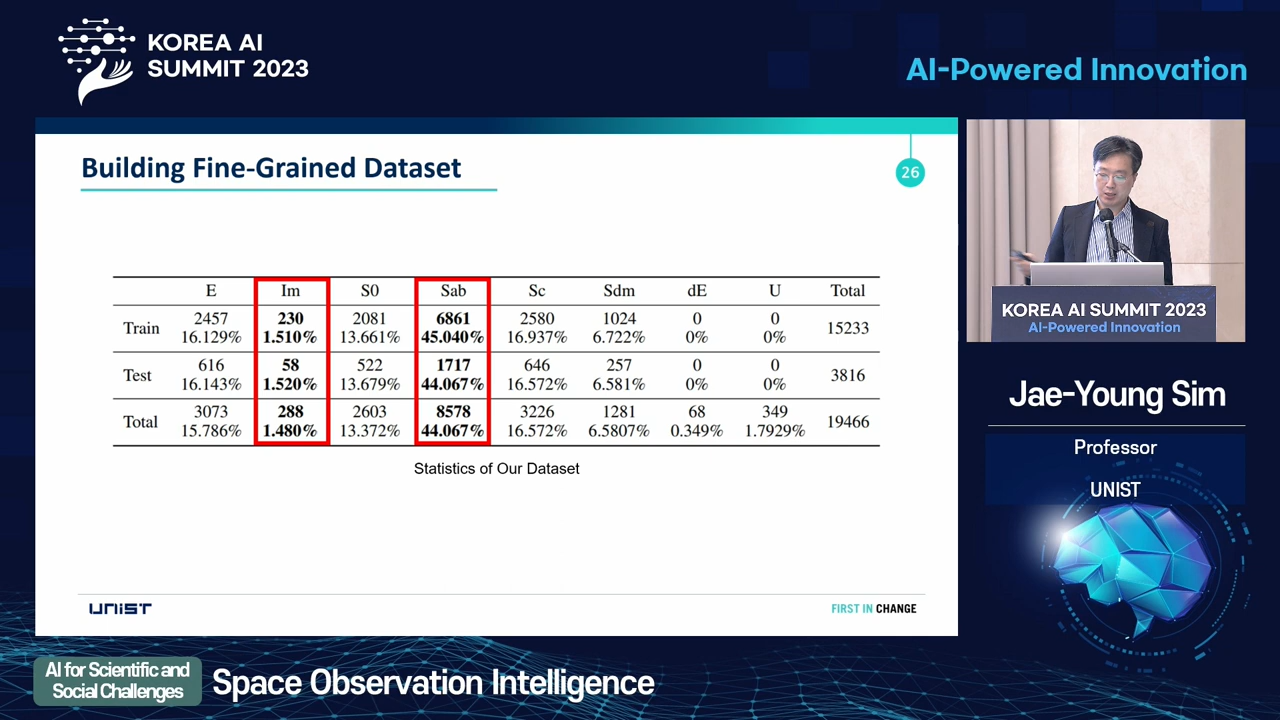 KOREA AI
SUMMIT 2023
AI-Powered Innovation
Building Fine-Grained Dataset
26
E Im S0 Sab Sc Sdm dE U Total
Train 2457 230 2081 6861 2580 1024 0 0 15233
16.129% 1.510% 13.661% 45.040% 16.937% 6.722% 0% 0%
Test 616 58 522 1717 646 257 0 0 3816
16.143% 1.520% 13.679% 44.067% 16.572% 6.581% 0% 0%
Total 3073 288 2603 8578 3226 1281 68 349 19466
15.786% 1.480% 13.372% 44.067% 16.572% 6.5807% 0.349% 1.7929%
Statistics of Our Dataset
UNIST
FIRST IN CHANGE
KOREA AI SUMMIT 2023
AI-Powered Innovation
Jae-Young Sim
Professor
UNIST
AI for Scientific and
Social Challenges
Space Observation Intelligence